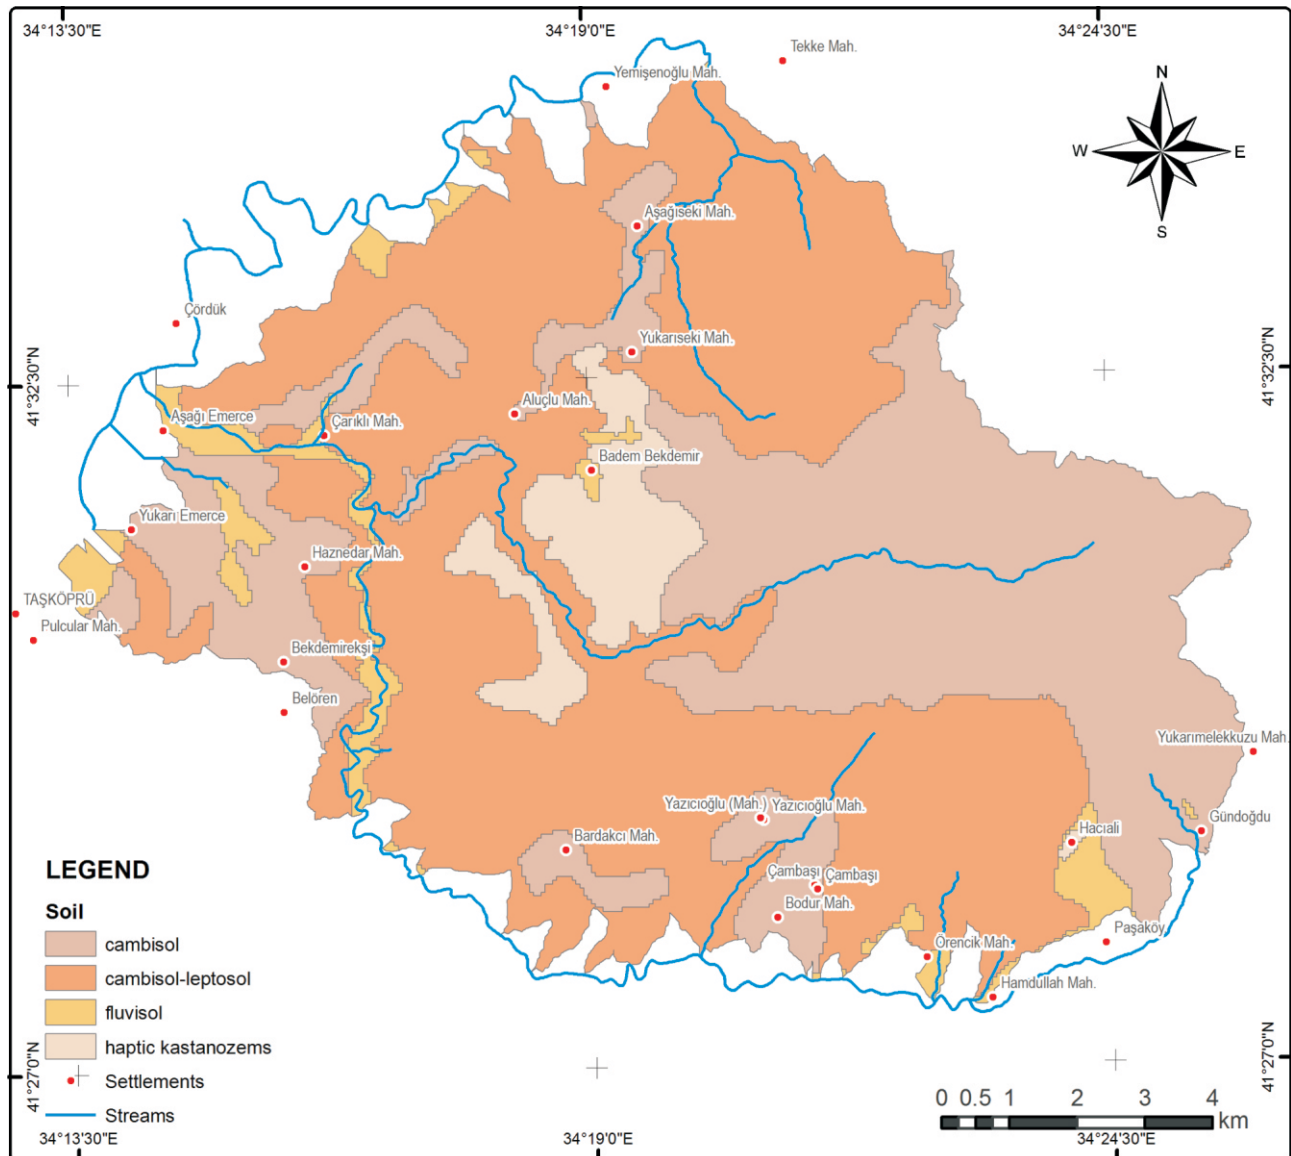 34°13'30"E
34°19'0"E
34°24'30"E
Tekke Mah.
Yemişenoğlu Mah.
N
W
E
S
Aşağıseki Mah.
Çördük
Yukarıseki Mah.
41°32'30"N
41°32'30"N
Aluçlu Mah.
Aşağı Emerce
Çarıklı Mah.
Badem Bekdemir
Yukarı Emerce
Haznedar Mah.
TAŞKÖPRÜ
Pulcular Mah.
Bekdemirekşi
Belören
Yukarımelekkuzu Mah.
Yazıcıoğlu (Mah.)
Yazıcıoğlu Mah.
Gündoğdu
Bardakcı Mah.
Hacıali
Çambaşı
Çambaşı
Bodur Mah.
Örencik Mah.
Paşaköy
Hamdullah Mah.
LEGEND
Soil
cambisol
cambisol-leptosol
fluvisol
haptic kastanozems
Settlements
Streams
41°27'0"N
41°27'0"N
0 0.5 1 2 3 4
km
34°13'30"E
34°19'0"E
34°24'30"E